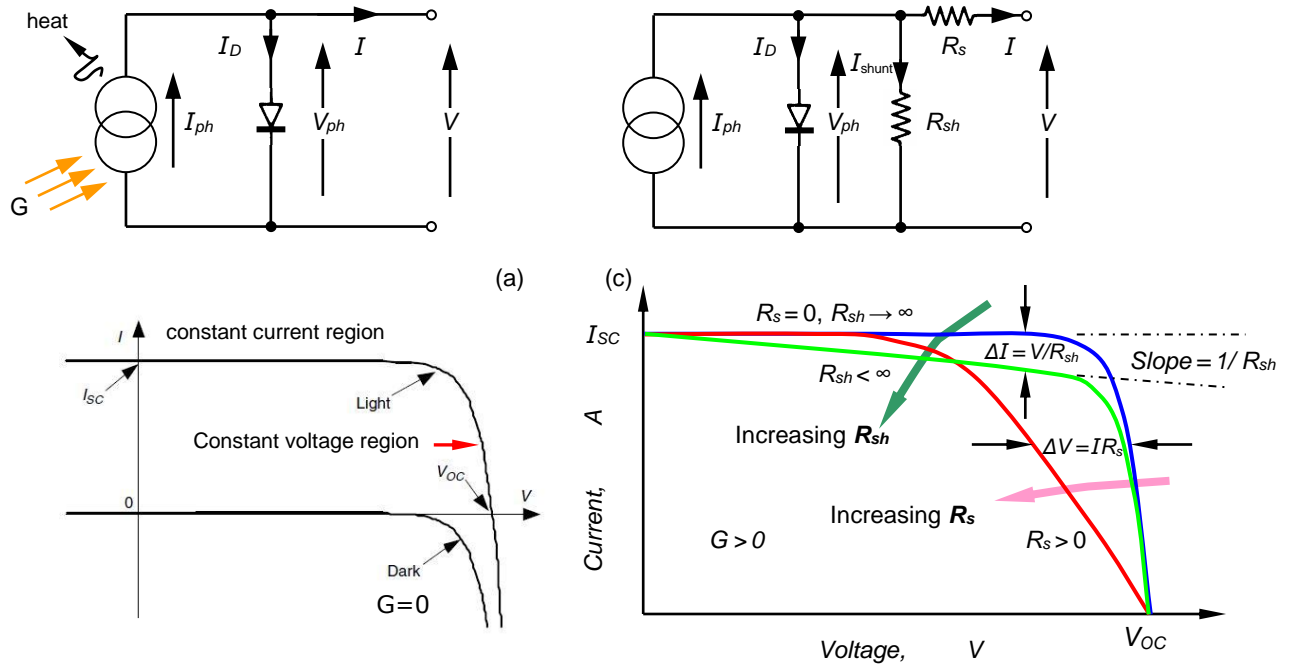 heat
I_D
I
I_ph
V_ph
V
G
I_D
I_shunt
R_s
I
I_ph
V_ph
R_sh
V
(a)
I
constant current region
I_SC
Light
Constant voltage region
V_OC
V
0
Dark
G=0
(c)
R_s = 0, R_sh → ∞
I_SC
ΔI = V/R_sh
Slope = 1/ R_sh
R_sh < ∞
Increasing R_sh
ΔV = IR_s
Increasing R_s
G > 0
R_s > 0
Current, A
V_OC
Voltage, V